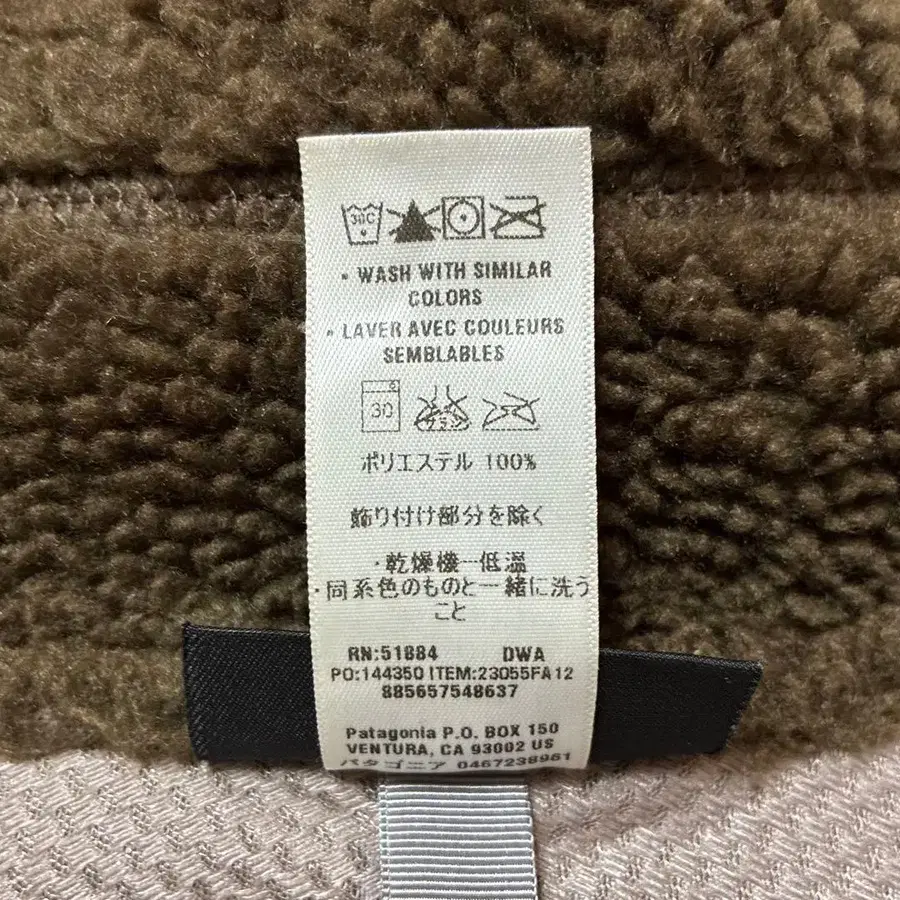 30C
• WASH WITH SIMILAR
COLORS
• LAVER AVEC COULEURS
SEMBLABLES
30
ポリエステル 100%
飾り付け部分を除く
・乾燥機一低温
・同系色のものと一緒に洗う
こと
RN:51884 DWA
PO:144350 ITEM:23055FA12
885657548637
Patagonia P.O. BOX 150
VENTURA, CA 93002 US
パタゴニア 0467238961